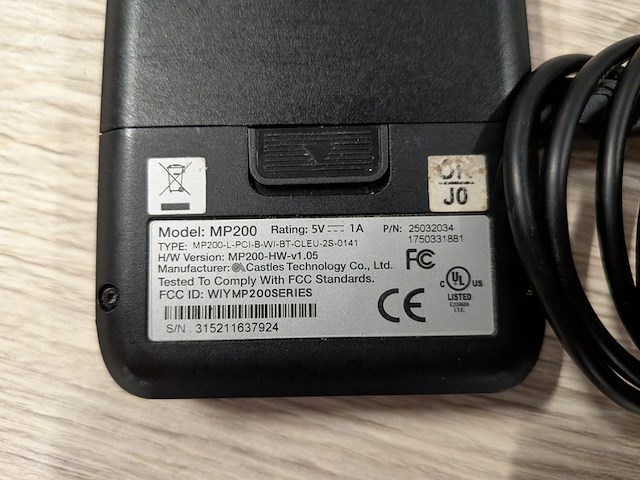 JO
Model: MP200 Rating: 5V 1A P/N: 25032034
1750331881
TYPE: MP200-L-PCI-B-WI-BT-CLEU-2S-0141
H/W Version: MP200-HW-v1.05
Manufacturer: Castles Technology Co., Ltd.
Tested To Comply With FCC Standards.
FCC ID: WIYMP200SERIES
S/N: 315211637924
FC
CE
C UL US
LISTED
I.T.E.